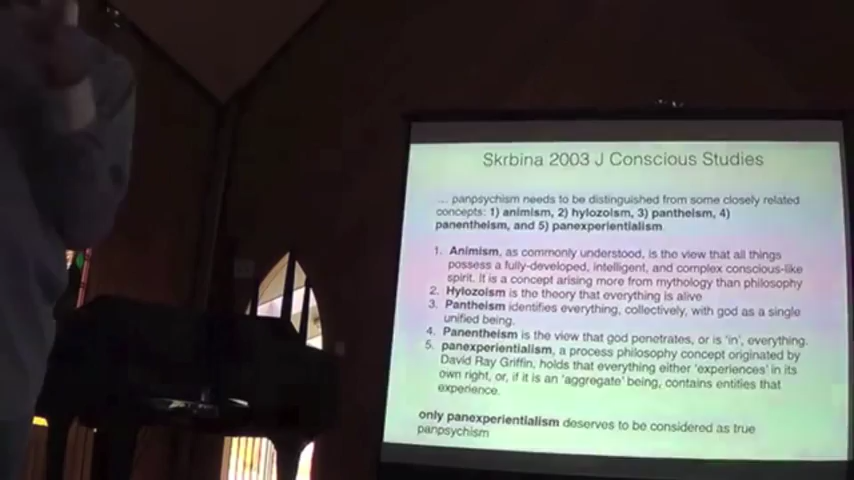 Skrbina 2003 J Conscious Studies
... panpsychism needs to be distinguished from some closely related
concepts: 1) animism, 2) hylozoism, 3) pantheism, 4)
panentheism, and 5) panexperientialism
1. Animism, as commonly understood, is the view that all things
possess a fully-developed, intelligent, and complex conscious-like
spirit. It is a concept arising more from mythology than philosophy
2. Hylozoism is the theory that everything is alive
3. Pantheism identifies everything, collectively, with god as a single
unified being.
4. Panentheism is the view that god penetrates, or is 'in', everything.
5. panexperientialism, a process philosophy concept originated by
David Ray Griffin, holds that everything either 'experiences' in its
own right, or, if it is an 'aggregate' being, contains entities that
experience.
only panexperientialism deserves to be considered as true
panpsychism